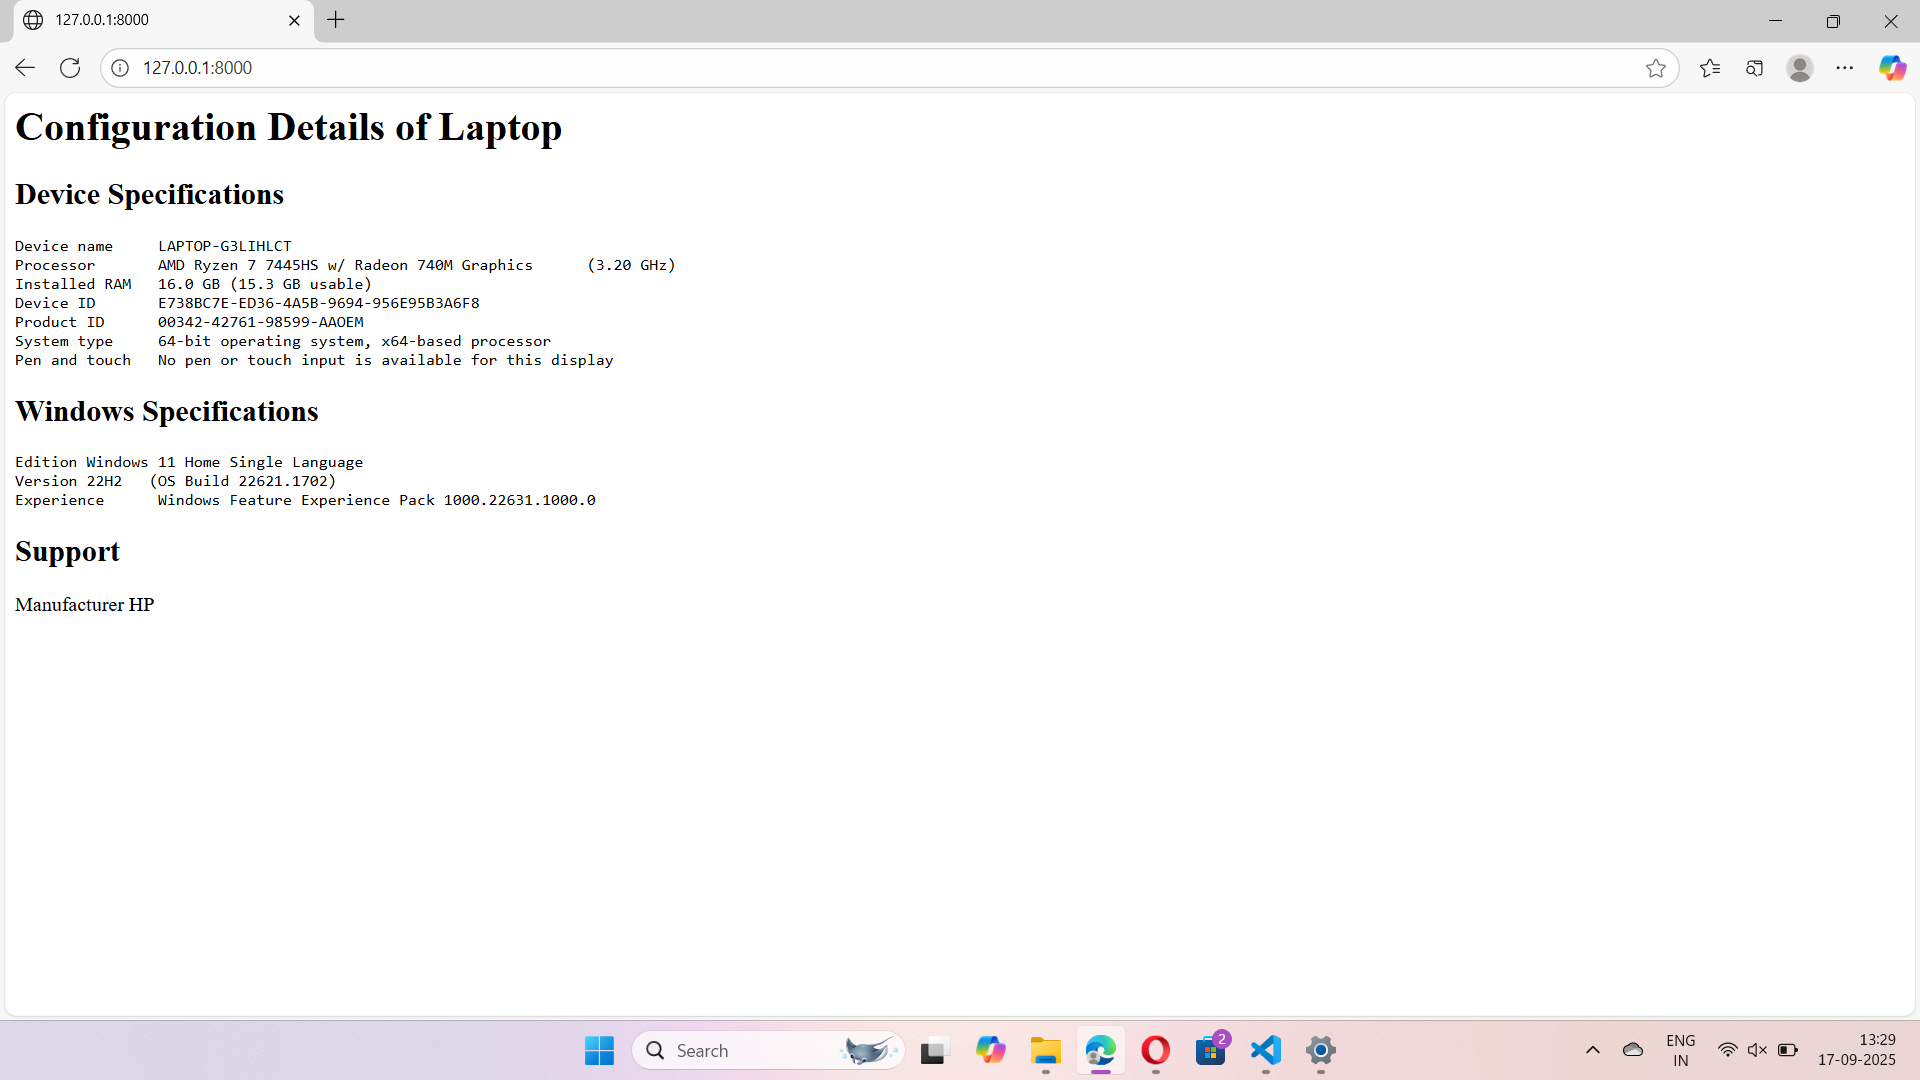 127.0.0.1:8000
127.0.0.1:8000
Configuration Details of Laptop
Device Specifications
Device name     LAPTOP-G3LIHLCT
Processor       AMD Ryzen 7 7445HS w/ Radeon 740M Graphics      (3.20 GHz)
Installed RAM   16.0 GB (15.3 GB usable)
Device ID       E738BC7E-ED36-4A5B-9694-956E95B3A6F8
Product ID      00342-42761-98599-AAOEM
System type     64-bit operating system, x64-based processor
Pen and touch   No pen or touch input is available for this display
Windows Specifications
Edition Windows 11 Home Single Language
Version 22H2   (OS Build 22621.1702)
Experience      Windows Feature Experience Pack 1000.22631.1000.0
Support
Manufacturer HP
Search
2
ENG
IN
13:29
17-09-2025